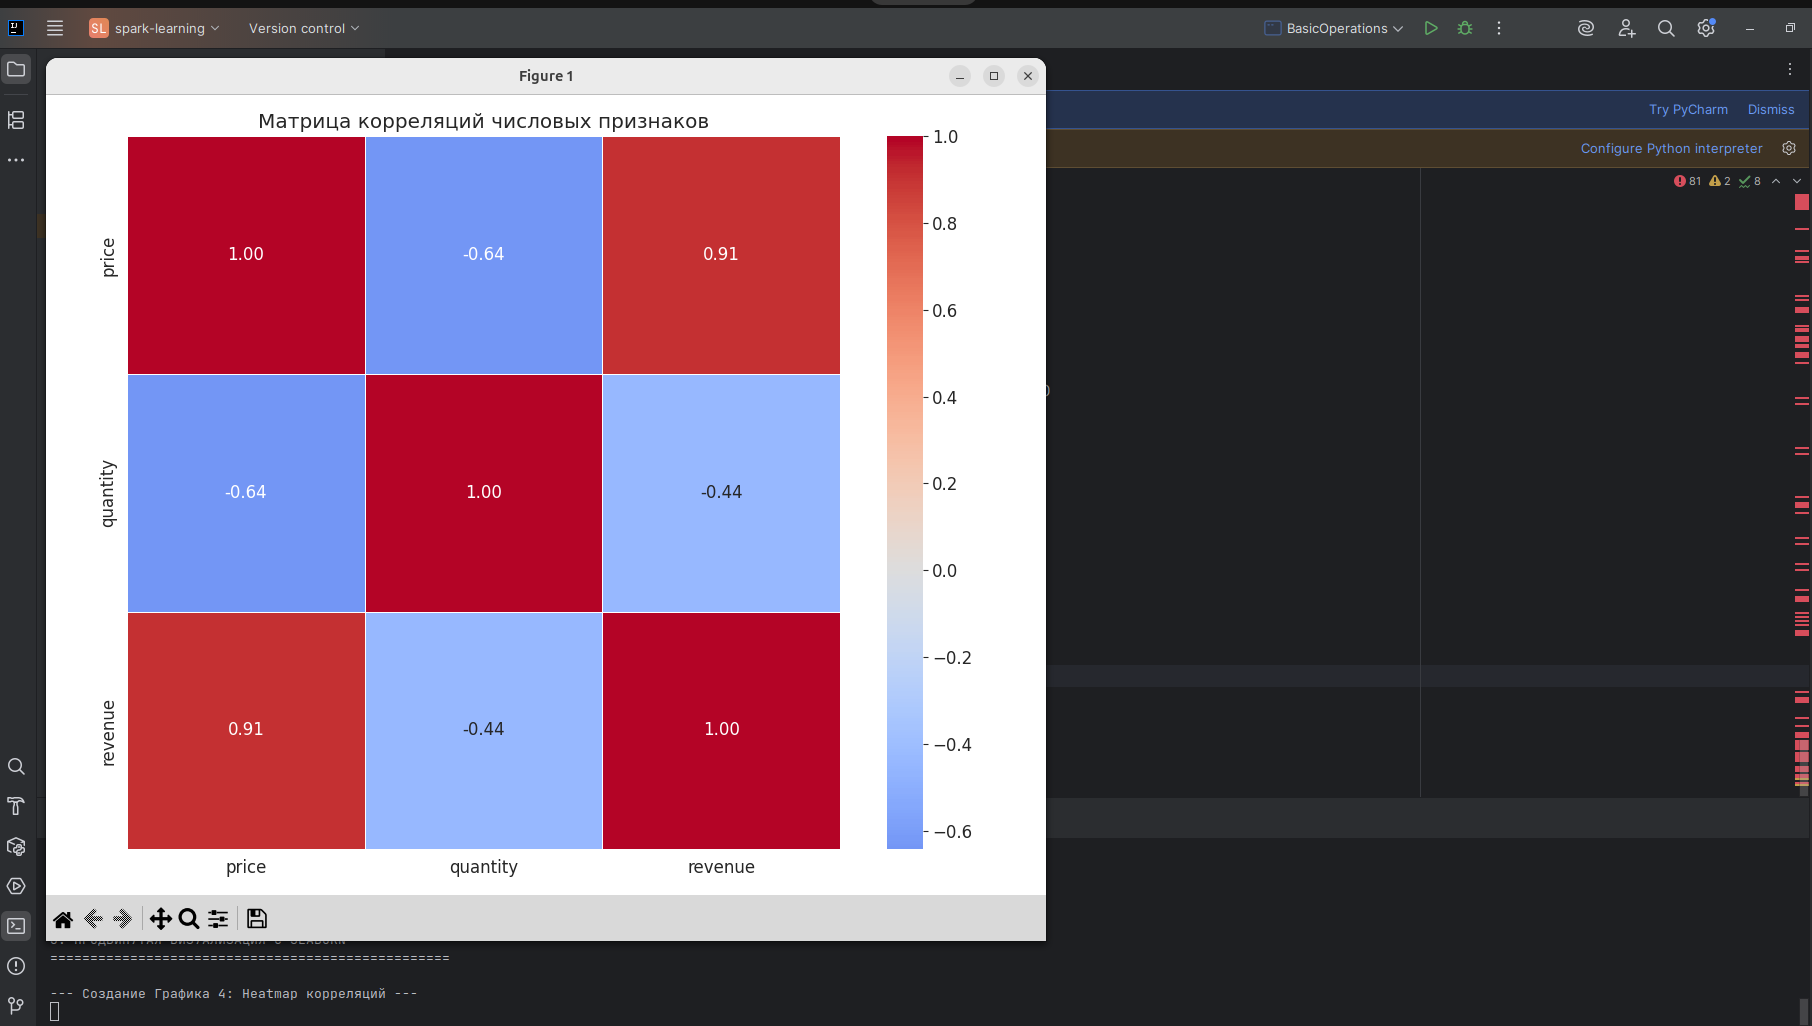 SL spark-learning
Version control
BasicOperations
Figure 1
Try PyCharm
Dismiss
Configure Python interpreter
81
2
8
Матрица корреляций числовых признаков
price
1.00
-0.64
0.91
quantity
-0.64
1.00
-0.44
revenue
0.91
-0.44
1.00
price
quantity
revenue
1.0
0.8
0.6
0.4
0.2
0.0
−0.2
−0.4
−0.6
==================================================
--- Создание Графика 4: Heatmap корреляций ---